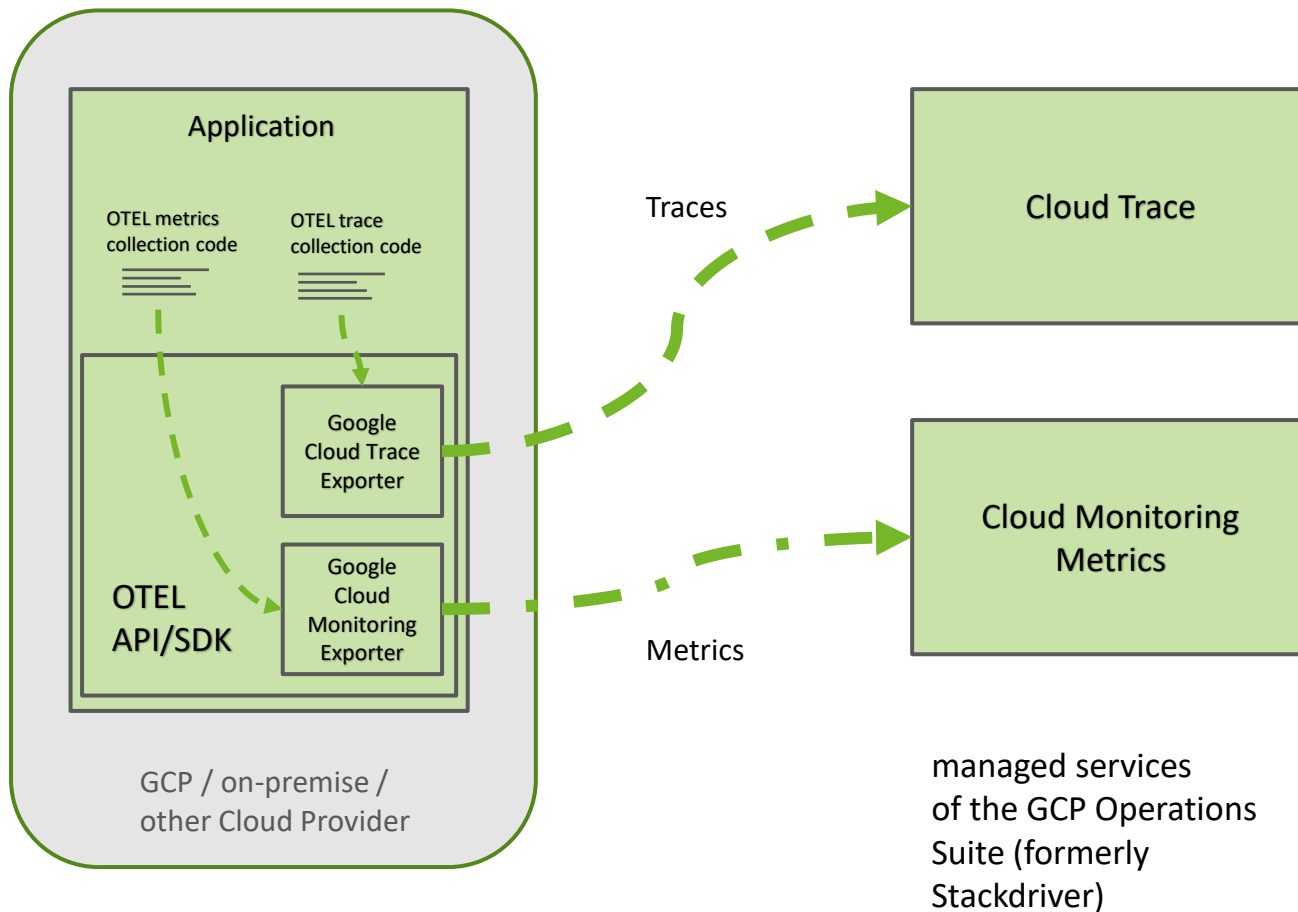 Application
OTEL metrics
collection code
OTEL trace
collection code
Google
Cloud Trace
Exporter
Google
Cloud
Monitoring
Exporter
OTEL
API/SDK
GCP / on-premise /
other Cloud Provider
Traces
Metrics
Cloud Trace
Cloud Monitoring
Metrics
managed services
of the GCP Operations
Suite (formerly
Stackdriver)